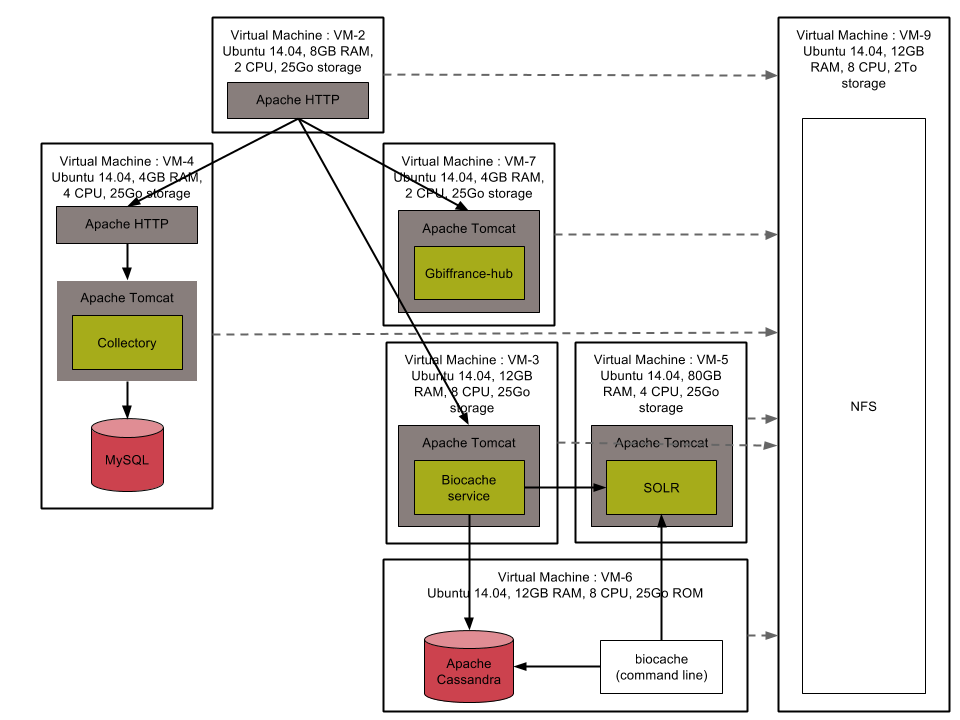 Virtual Machine : VM-2
Ubuntu 14.04, 8GB RAM,
2 CPU, 25Go storage
Apache HTTP
Virtual Machine : VM-9
Ubuntu 14.04, 12GB
RAM, 8 CPU, 2To
storage
NFS
Virtual Machine : VM-4
Ubuntu 14.04, 4GB RAM,
4 CPU, 25Go storage
Apache HTTP
Apache Tomcat
Collectory
MySQL
Virtual Machine : VM-7
Ubuntu 14.04, 4GB RAM,
2 CPU, 25Go storage
Apache Tomcat
Gbiffrance-hub
Virtual Machine : VM-3
Ubuntu 14.04, 12GB
RAM, 8 CPU, 25Go
storage
Apache Tomcat
Biocache
service
Virtual Machine : VM-5
Ubuntu 14.04, 80GB
RAM, 4 CPU, 25Go
storage
Apache Tomcat
SOLR
Virtual Machine : VM-6
Ubuntu 14.04, 12GB RAM, 8 CPU, 25Go ROM
Apache
Cassandra
biocache
(command line)